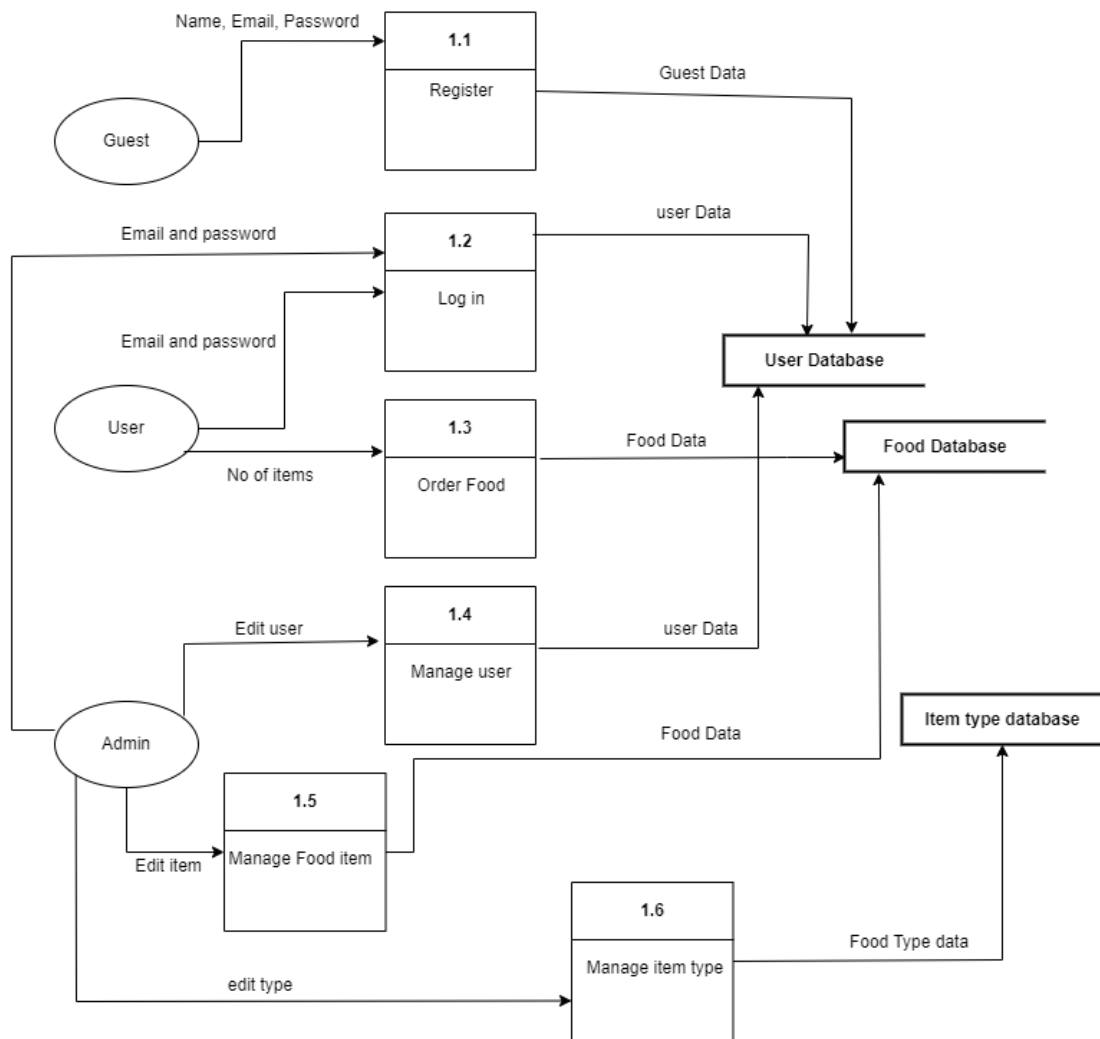 Name, Email, Password
1.1
Register
Guest Data
Guest
Email and password
1.2
Log in
user Data
Email and password
User Database
User
1.3
Order Food
No of items
Food Data
Food Database
Edit user
1.4
Manage user
user Data
Admin
Food Data
Item type database
1.5
Manage Food item
Edit item
1.6
Manage item type
Food Type data
edit type